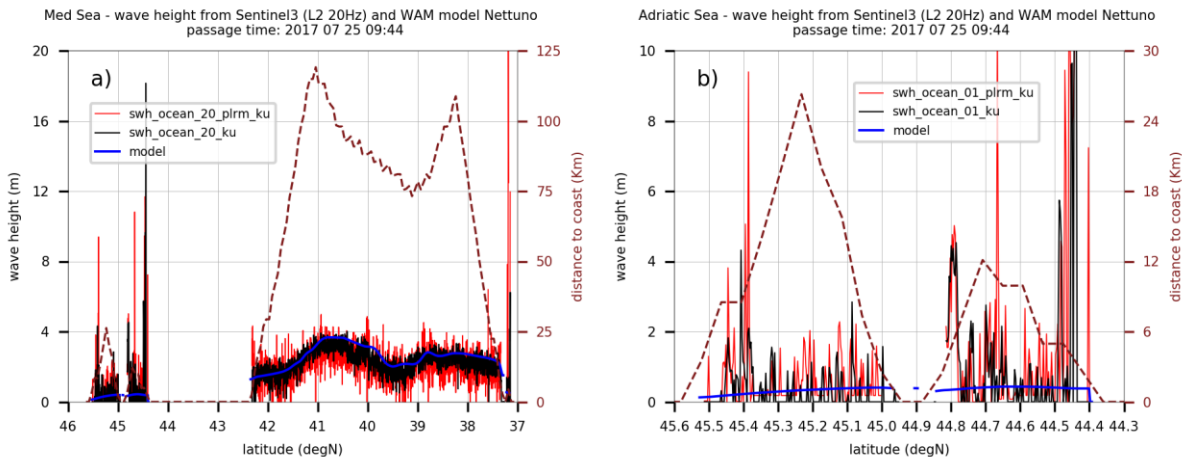 Med Sea - wave height from Sentinel3 (L2 20Hz) and WAM model Nettuno
passage time: 2017 07 25 09:44
a)
swh_ocean_20_plrm_ku
swh_ocean_20_ku
model
wave height (m)
20
16
12
8
4
0
125
100
75
50
25
0
distance to coast (Km)
46 45 44 43 42 41 40 39 38 37
latitude (degN)
Adriatic Sea - wave height from Sentinel3 (L2 20Hz) and WAM model Nettuno
passage time: 2017 07 25 09:44
b)
swh_ocean_01_plrm_ku
swh_ocean_01_ku
model
wave height (m)
10
8
6
4
2
0
30
24
18
12
6
0
distance to coast (Km)
45.6 45.5 45.4 45.3 45.2 45.1 45.0 44.9 44.8 44.7 44.6 44.5 44.4 44.3
latitude (degN)